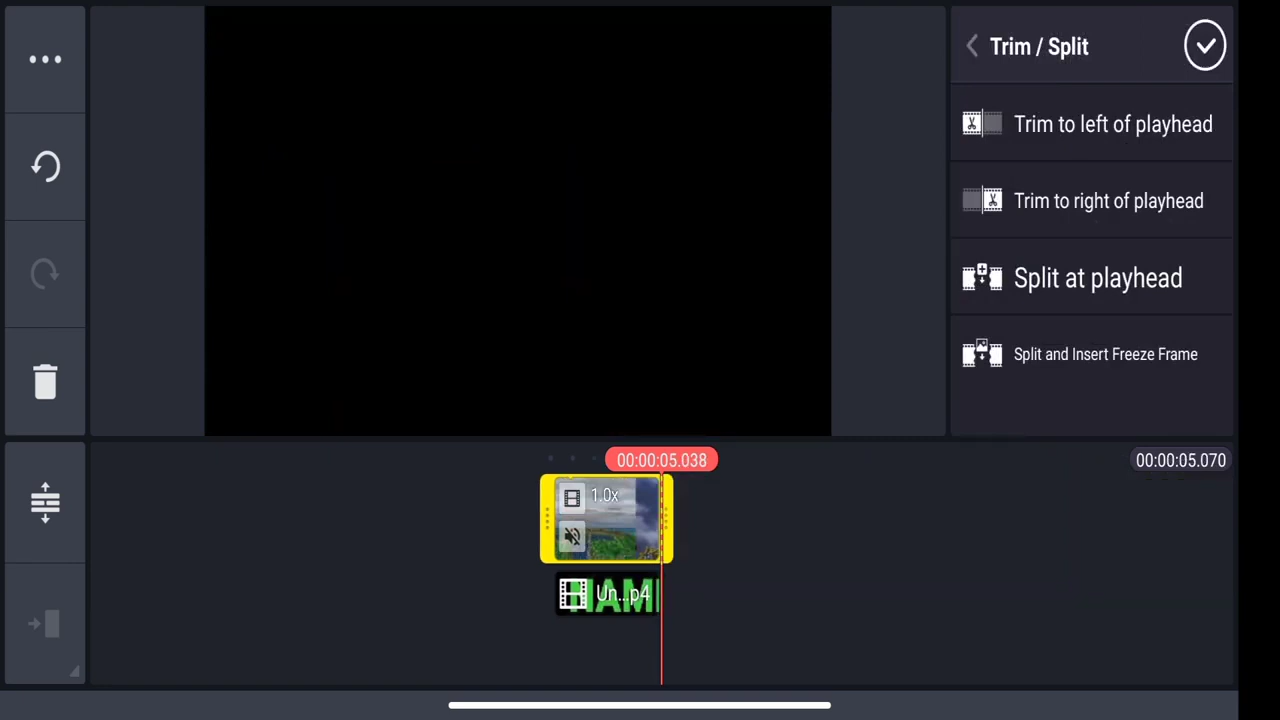 Trim / Split
Trim to left of playhead
Trim to right of playhead
Split at playhead
Split and Insert Freeze Frame
00:00:05.038
00:00:05.070
1.0x
Un...p4